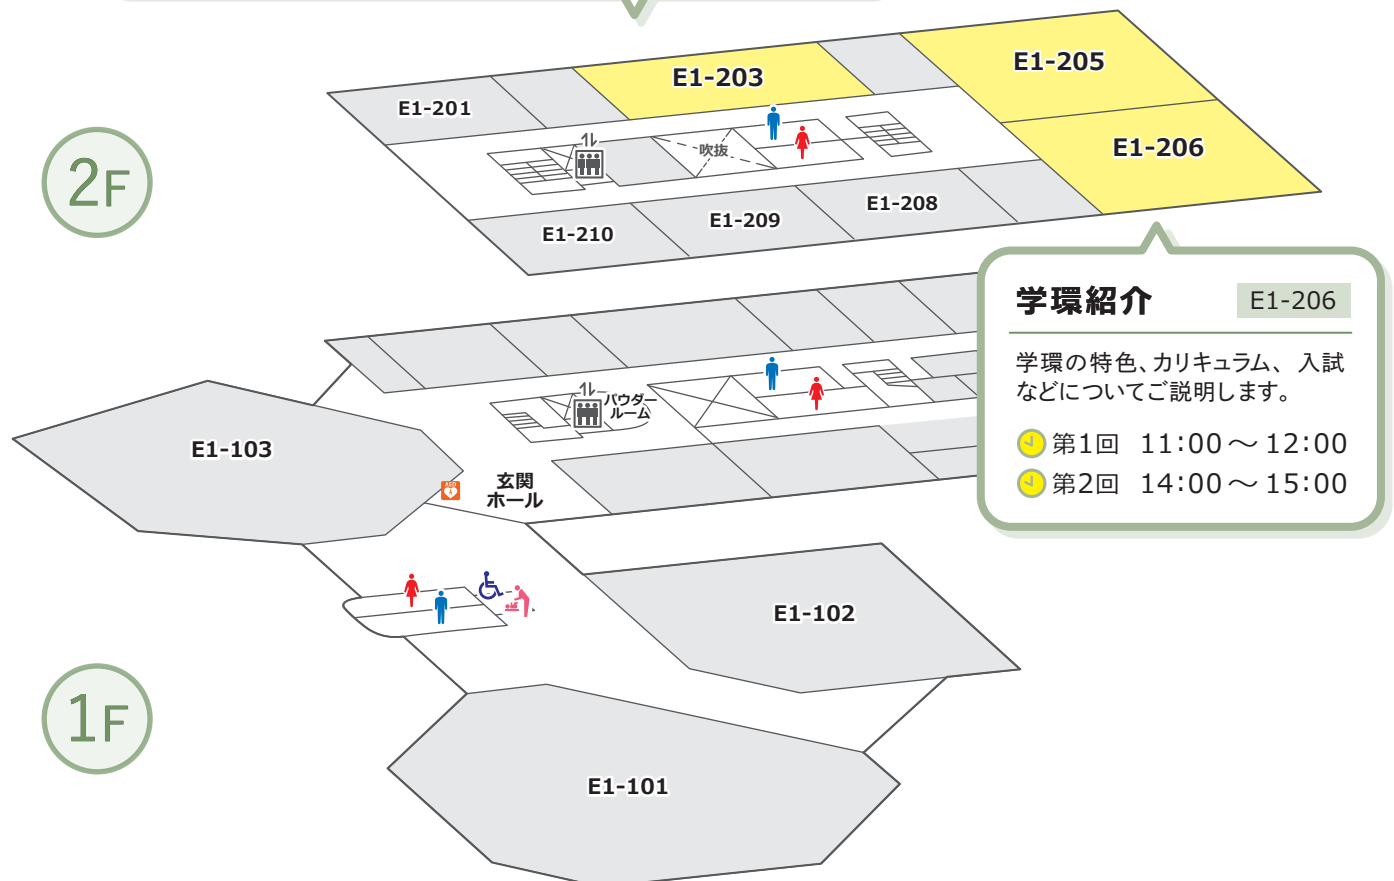 2F
E1-201
E1-203
E1-205
E1-206
吹抜
E1-210
E1-209
E1-208
学環紹介
E1-206
学環の特色、カリキュラム、入試
などについてご説明します。
第1回 11:00〜12:00
第2回 14:00〜15:00
パウダー
ルーム
E1-103
AED
玄関
ホール
E1-102
1F
E1-101